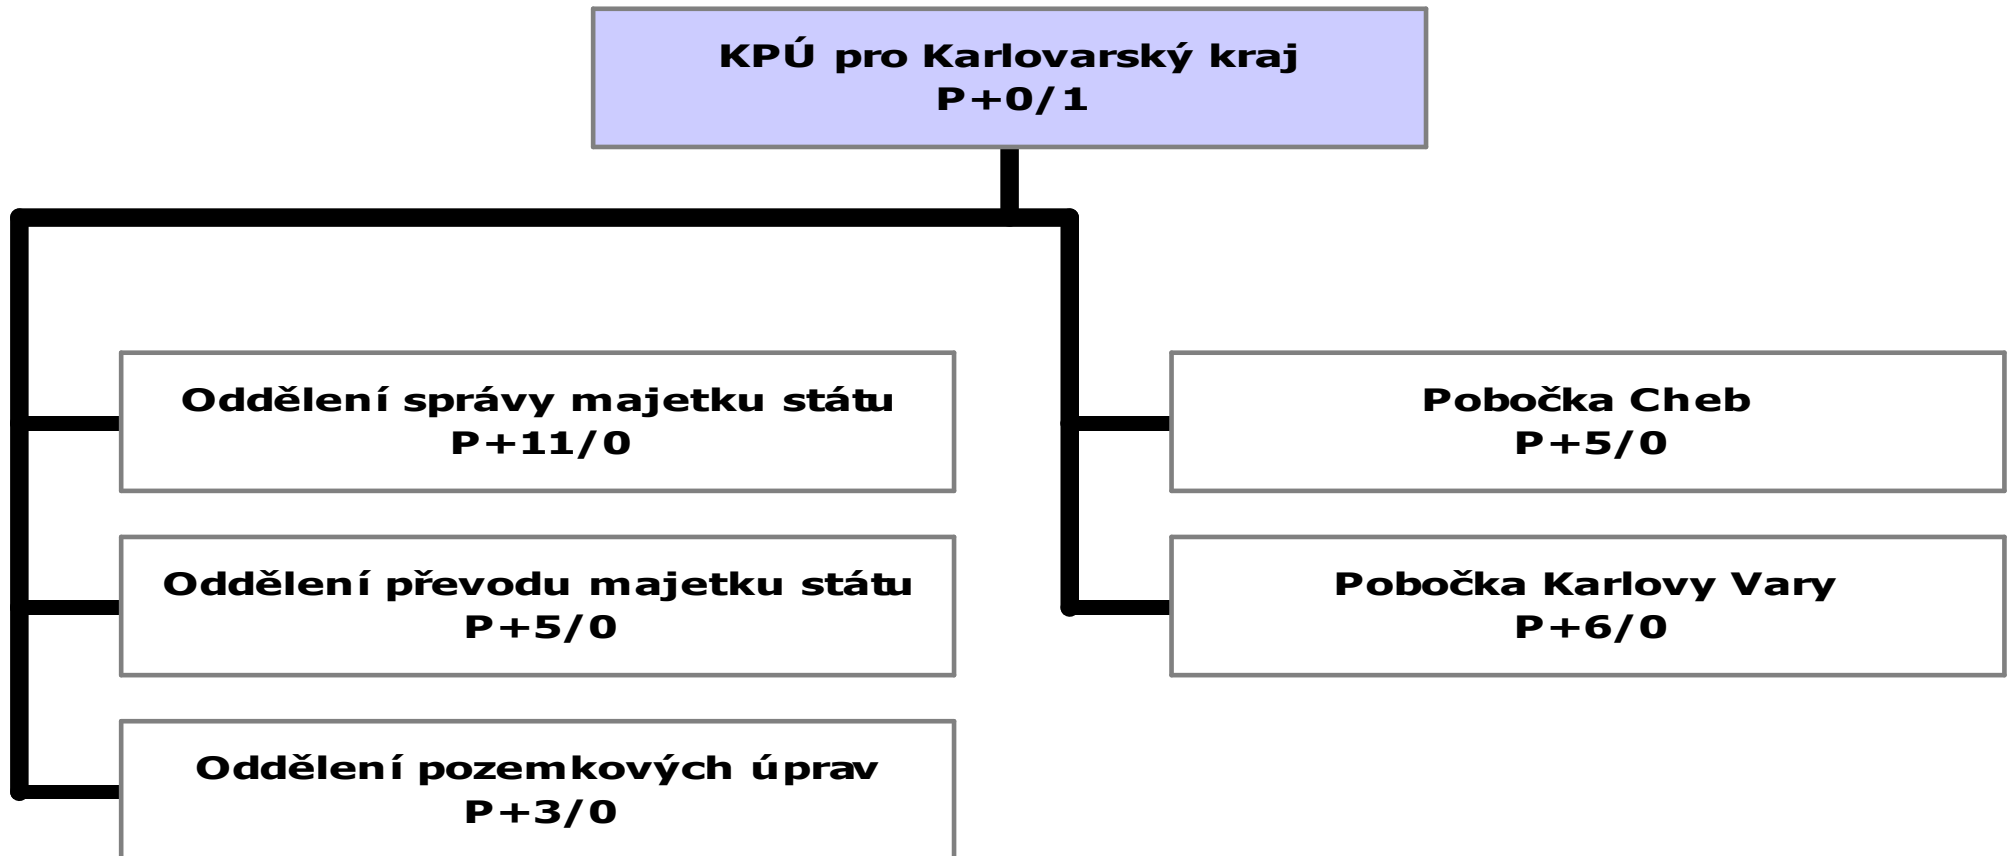 KPÚ pro Karlovarský kraj
P+0/1
Oddělení správy majetku státu
P+11/0
Oddělení převodu majetku státu
P+5/0
Oddělení pozemkových úprav
P+3/0
Pobočka Cheb
P+5/0
Pobočka Karlovy Vary
P+6/0